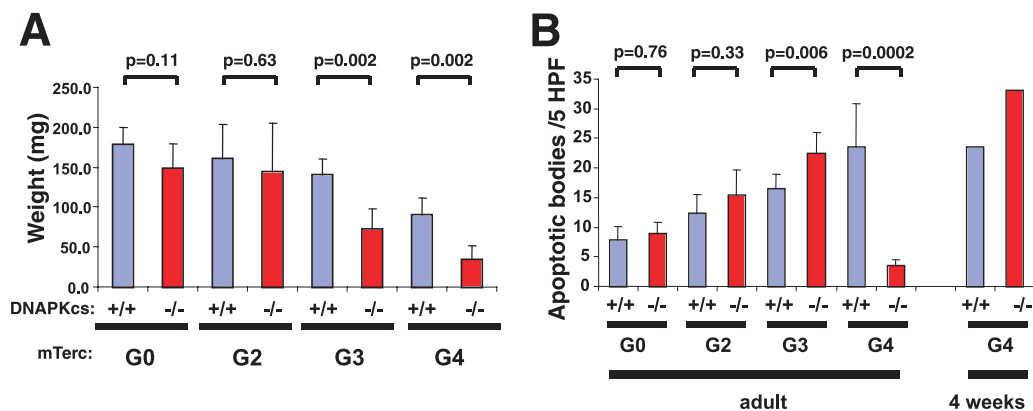 A
p=0.11 p=0.63 p=0.002 p=0.002
Weight (mg)
250.0
200.0
150.0
100.0
50.0
0.0
DNAPKcs: +/+ -/- +/+ -/- +/+ -/- +/+ -/-
mTerc: G0 G2 G3 G4
B
p=0.76 p=0.33 p=0.006 p=0.0002
Apoptotic bodies /5 HPF
35
30
25
20
15
10
5
0
+/+ -/- +/+ -/- +/+ -/- +/+ -/- +/+ -/-
G0 G2 G3 G4 G4
adult 4 weeks